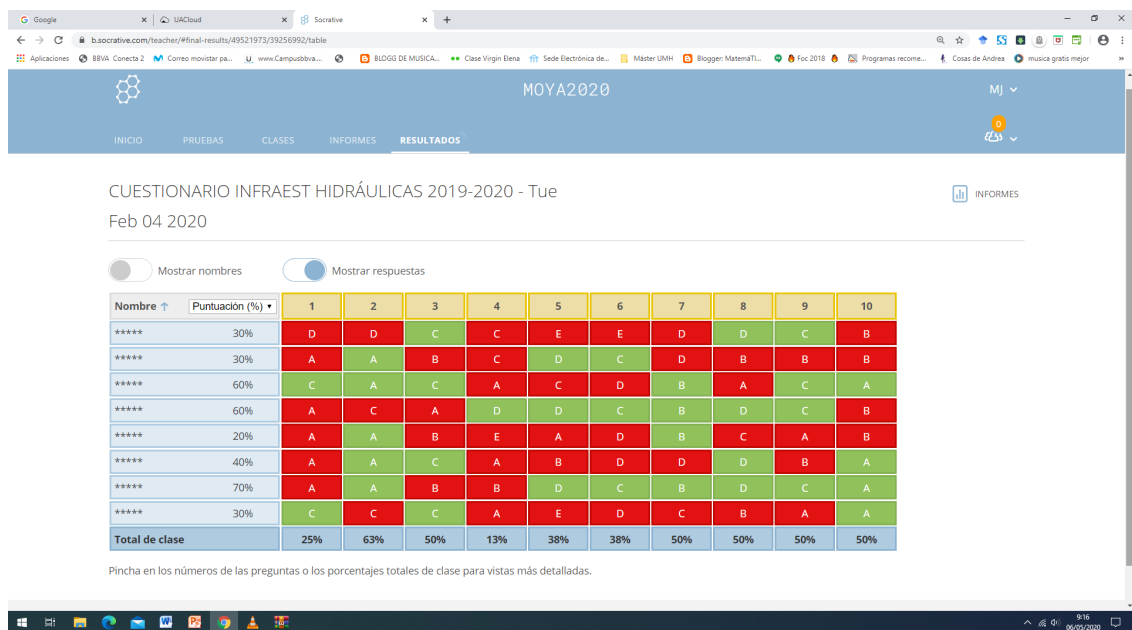 Google
UACloud
Socrative
b.socrative.com/teacher/#final-results/49521973/39256992/table
Aplicaciones BBVA Conecta 2 Correo movistar pa... www.Campusbbva.... BLOGG DE MUSICA... Clase Virgin Elena Sede Electrónica de... Máster UMH Blogger: MatemáTI... Foc 2018 Programas recome... Cosas de Andrea musica gratis mejor »
MOYA2020
MJ
0
INICIO PRUEBAS CLASES INFORMES RESULTADOS
CUESTIONARIO INFRAEST HIDRÁULICAS 2019-2020 - Tue
Feb 04 2020
INFORMES
Mostrar nombres Mostrar respuestas
Nombre Puntuación (%) 1 2 3 4 5 6 7 8 9 10
***** 30% D D C C E E D D C B
***** 30% A A B C D C D B B B
***** 60% C A C A C D B A C A
***** 60% A C A D D C B D C B
***** 20% A A B E A D B C A B
***** 40% A A C A B D D D B A
***** 70% A A B B D C B D C A
***** 30% C C C A E D C B A A
Total de clase 25% 63% 50% 13% 38% 38% 50% 50% 50% 50%
Pincha en los números de las preguntas o los porcentajes totales de clase para vistas más detalladas.
9:16
06/05/2020